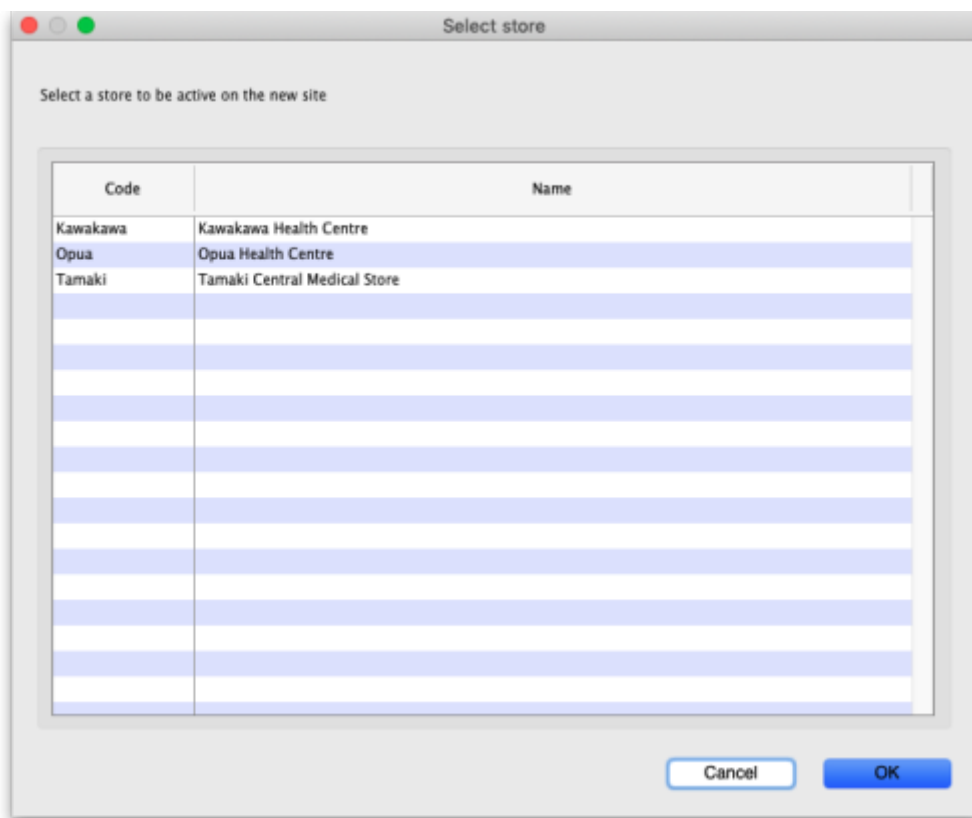 Select store
Select a store to be active on the new site
Code Name
Kawakawa Kawakawa Health Centre
Opua Opua Health Centre
Tamaki Tamaki Central Medical Store
Cancel OK